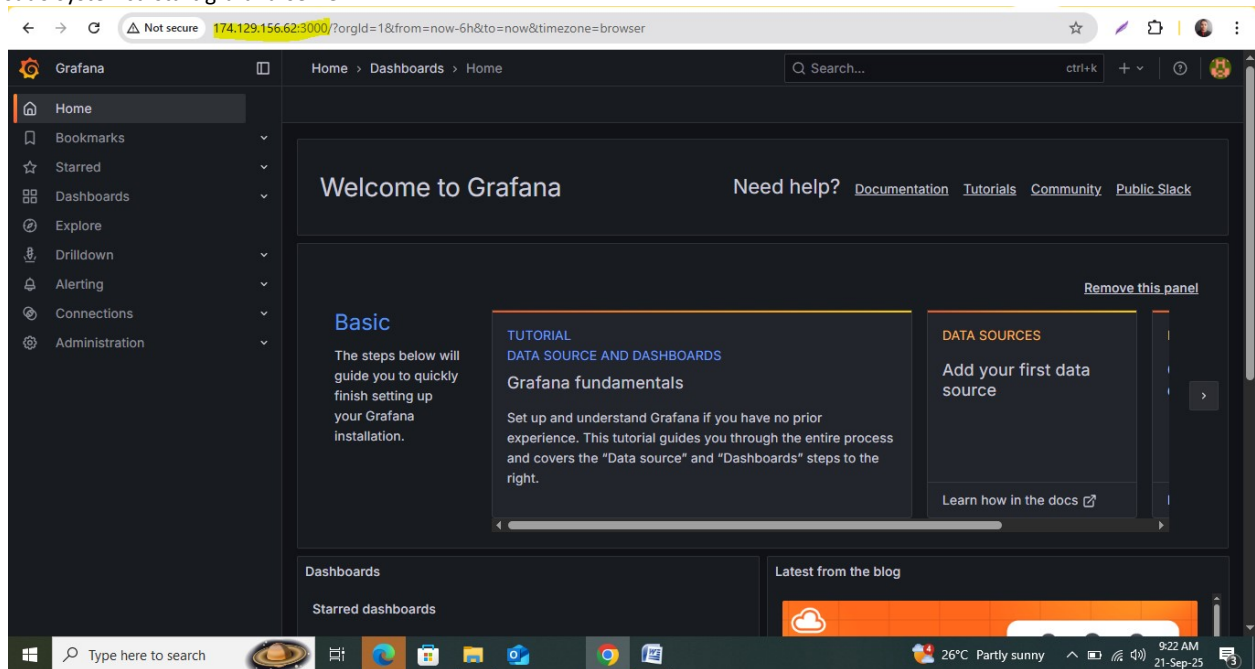 Not secure 174.129.156.62:3000/?orgId=1&from=now-6h&to=now&timezone=browser
Grafana
Home › Dashboards › Home
Search...
ctrl+k
Home
Bookmarks
Starred
Dashboards
Explore
Drilldown
Alerting
Connections
Administration
Welcome to Grafana
Need help? Documentation Tutorials Community Public Slack
Remove this panel
Basic
The steps below will
guide you to quickly
finish setting up
your Grafana
installation.
TUTORIAL
DATA SOURCE AND DASHBOARDS
Grafana fundamentals
Set up and understand Grafana if you have no prior
experience. This tutorial guides you through the entire process
and covers the "Data source" and "Dashboards" steps to the
right.
DATA SOURCES
Add your first data
source
Learn how in the docs
Dashboards
Starred dashboards
Latest from the blog
Type here to search
26°C Partly sunny
9:22 AM
21-Sep-25
3